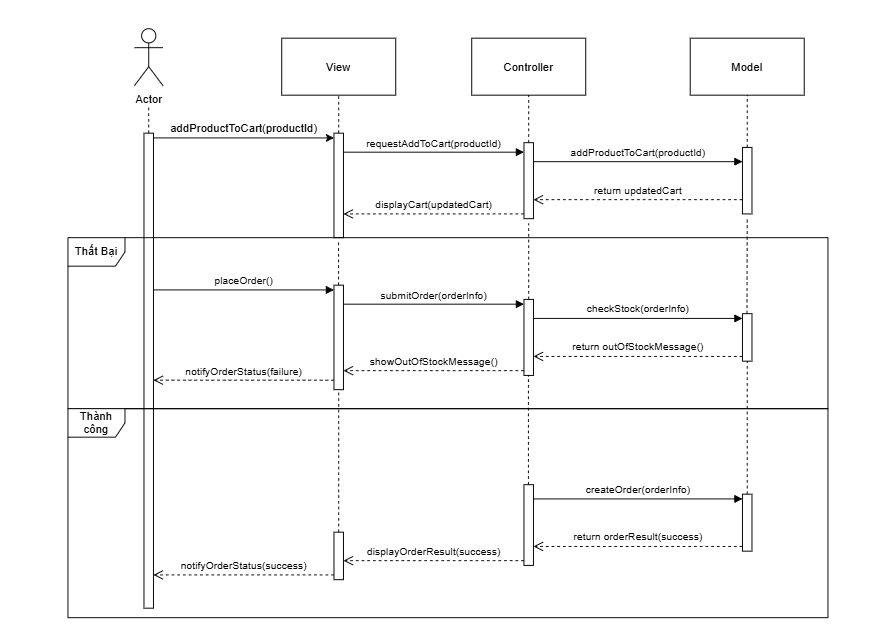 Actor
View
Controller
Model
addProductToCart(productId)
requestAddToCart(productId)
addProductToCart(productId)
return updatedCart
displayCart(updatedCart)
Thất Bại
placeOrder()
submitOrder(orderInfo)
checkStock(orderInfo)
return outOfStockMessage()
showOutOfStockMessage()
notifyOrderStatus(failure)
Thành
công
createOrder(orderInfo)
return orderResult(success)
displayOrderResult(success)
notifyOrderStatus(success)